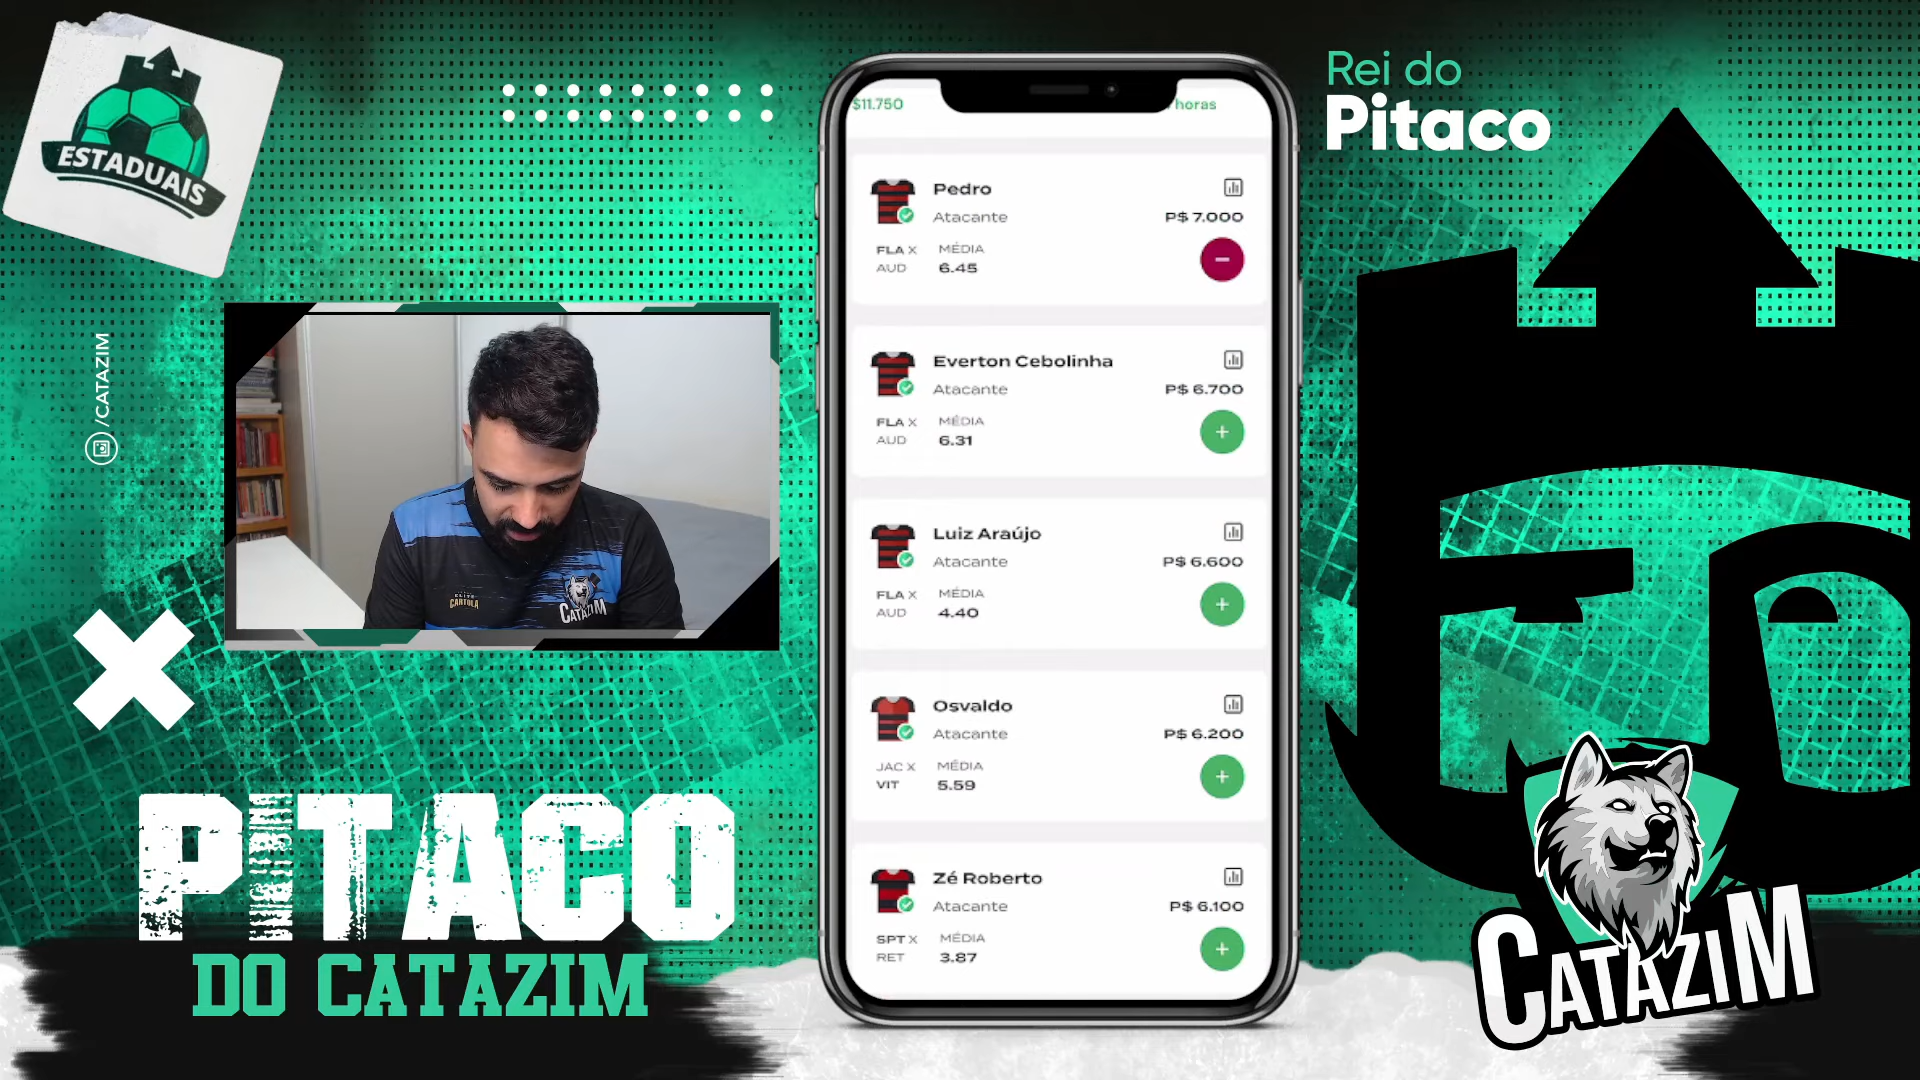 ESTADUAIS
/CATAZIM
ELITE
CARTOLA
CATAZIM
PITACO
DO CATAZIM
$11.750
horas
Pedro
Atacante
P$ 7.000
FLA X
AUD
MÉDIA
6.45
Everton Cebolinha
Atacante
P$ 6.700
FLA X
AUD
MÉDIA
6.31
Luiz Araújo
Atacante
P$ 6.600
FLA X
AUD
MÉDIA
4.40
Osvaldo
Atacante
P$ 6.200
JAC X
VIT
MÉDIA
5.59
Zé Roberto
Atacante
P$ 6.100
SPT X
RET
MÉDIA
3.87
Rei do
Pitaco
CATAZIM